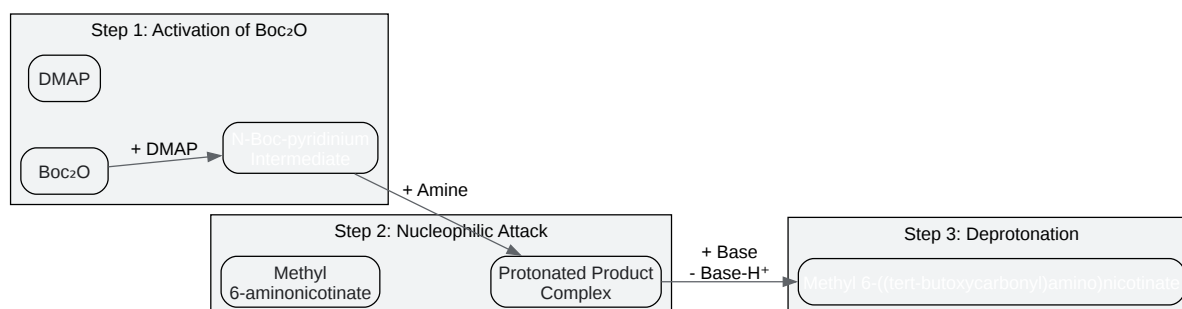 Step 1: Activation of Boc₂O
DMAP
Boc₂O
+ DMAP
N-Boc-pyridinium
Intermediate
+ Amine
Step 2: Nucleophilic Attack
Methyl
6-aminonicotinate
Protonated Product
Complex
+ Base
- Base-H⁺
Step 3: Deprotonation
Methyl 6-((tert-butoxycarbonyl)amino)nicotinate